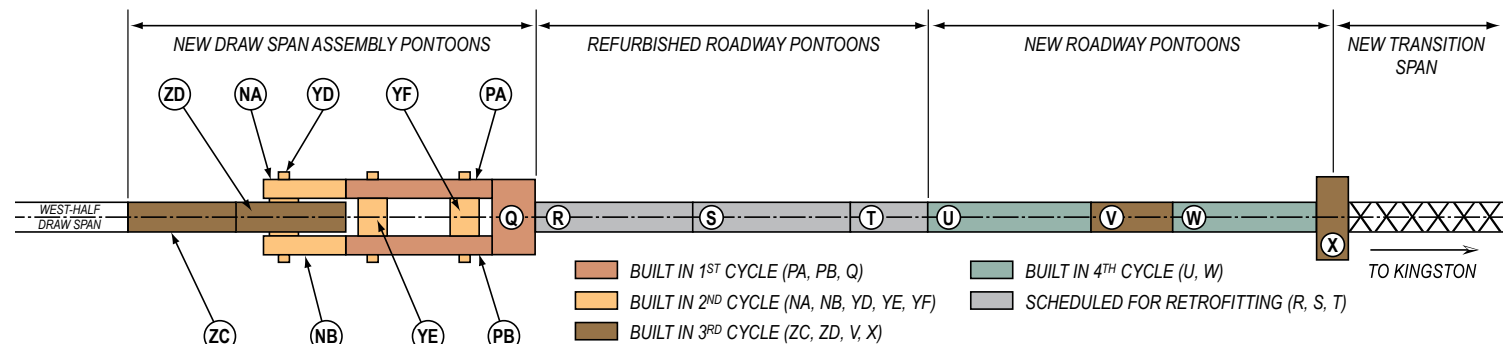 NEW DRAW SPAN ASSEMBLY PONTOONS
REFURBISHED ROADWAY PONTOONS
NEW ROADWAY PONTOONS
NEW TRANSITION
SPAN
ZD
NA
YD
YF
PA
WEST-HALF
DRAW SPAN
Q
R
S
T
U
V
W
X
TO KINGSTON
ZC
NB
YE
PB
BUILT IN 1ST CYCLE (PA, PB, Q)
BUILT IN 2ND CYCLE (NA, NB, YD, YE, YF)
BUILT IN 3RD CYCLE (ZC, ZD, V, X)
BUILT IN 4TH CYCLE (U, W)
SCHEDULED FOR RETROFITTING (R, S, T)